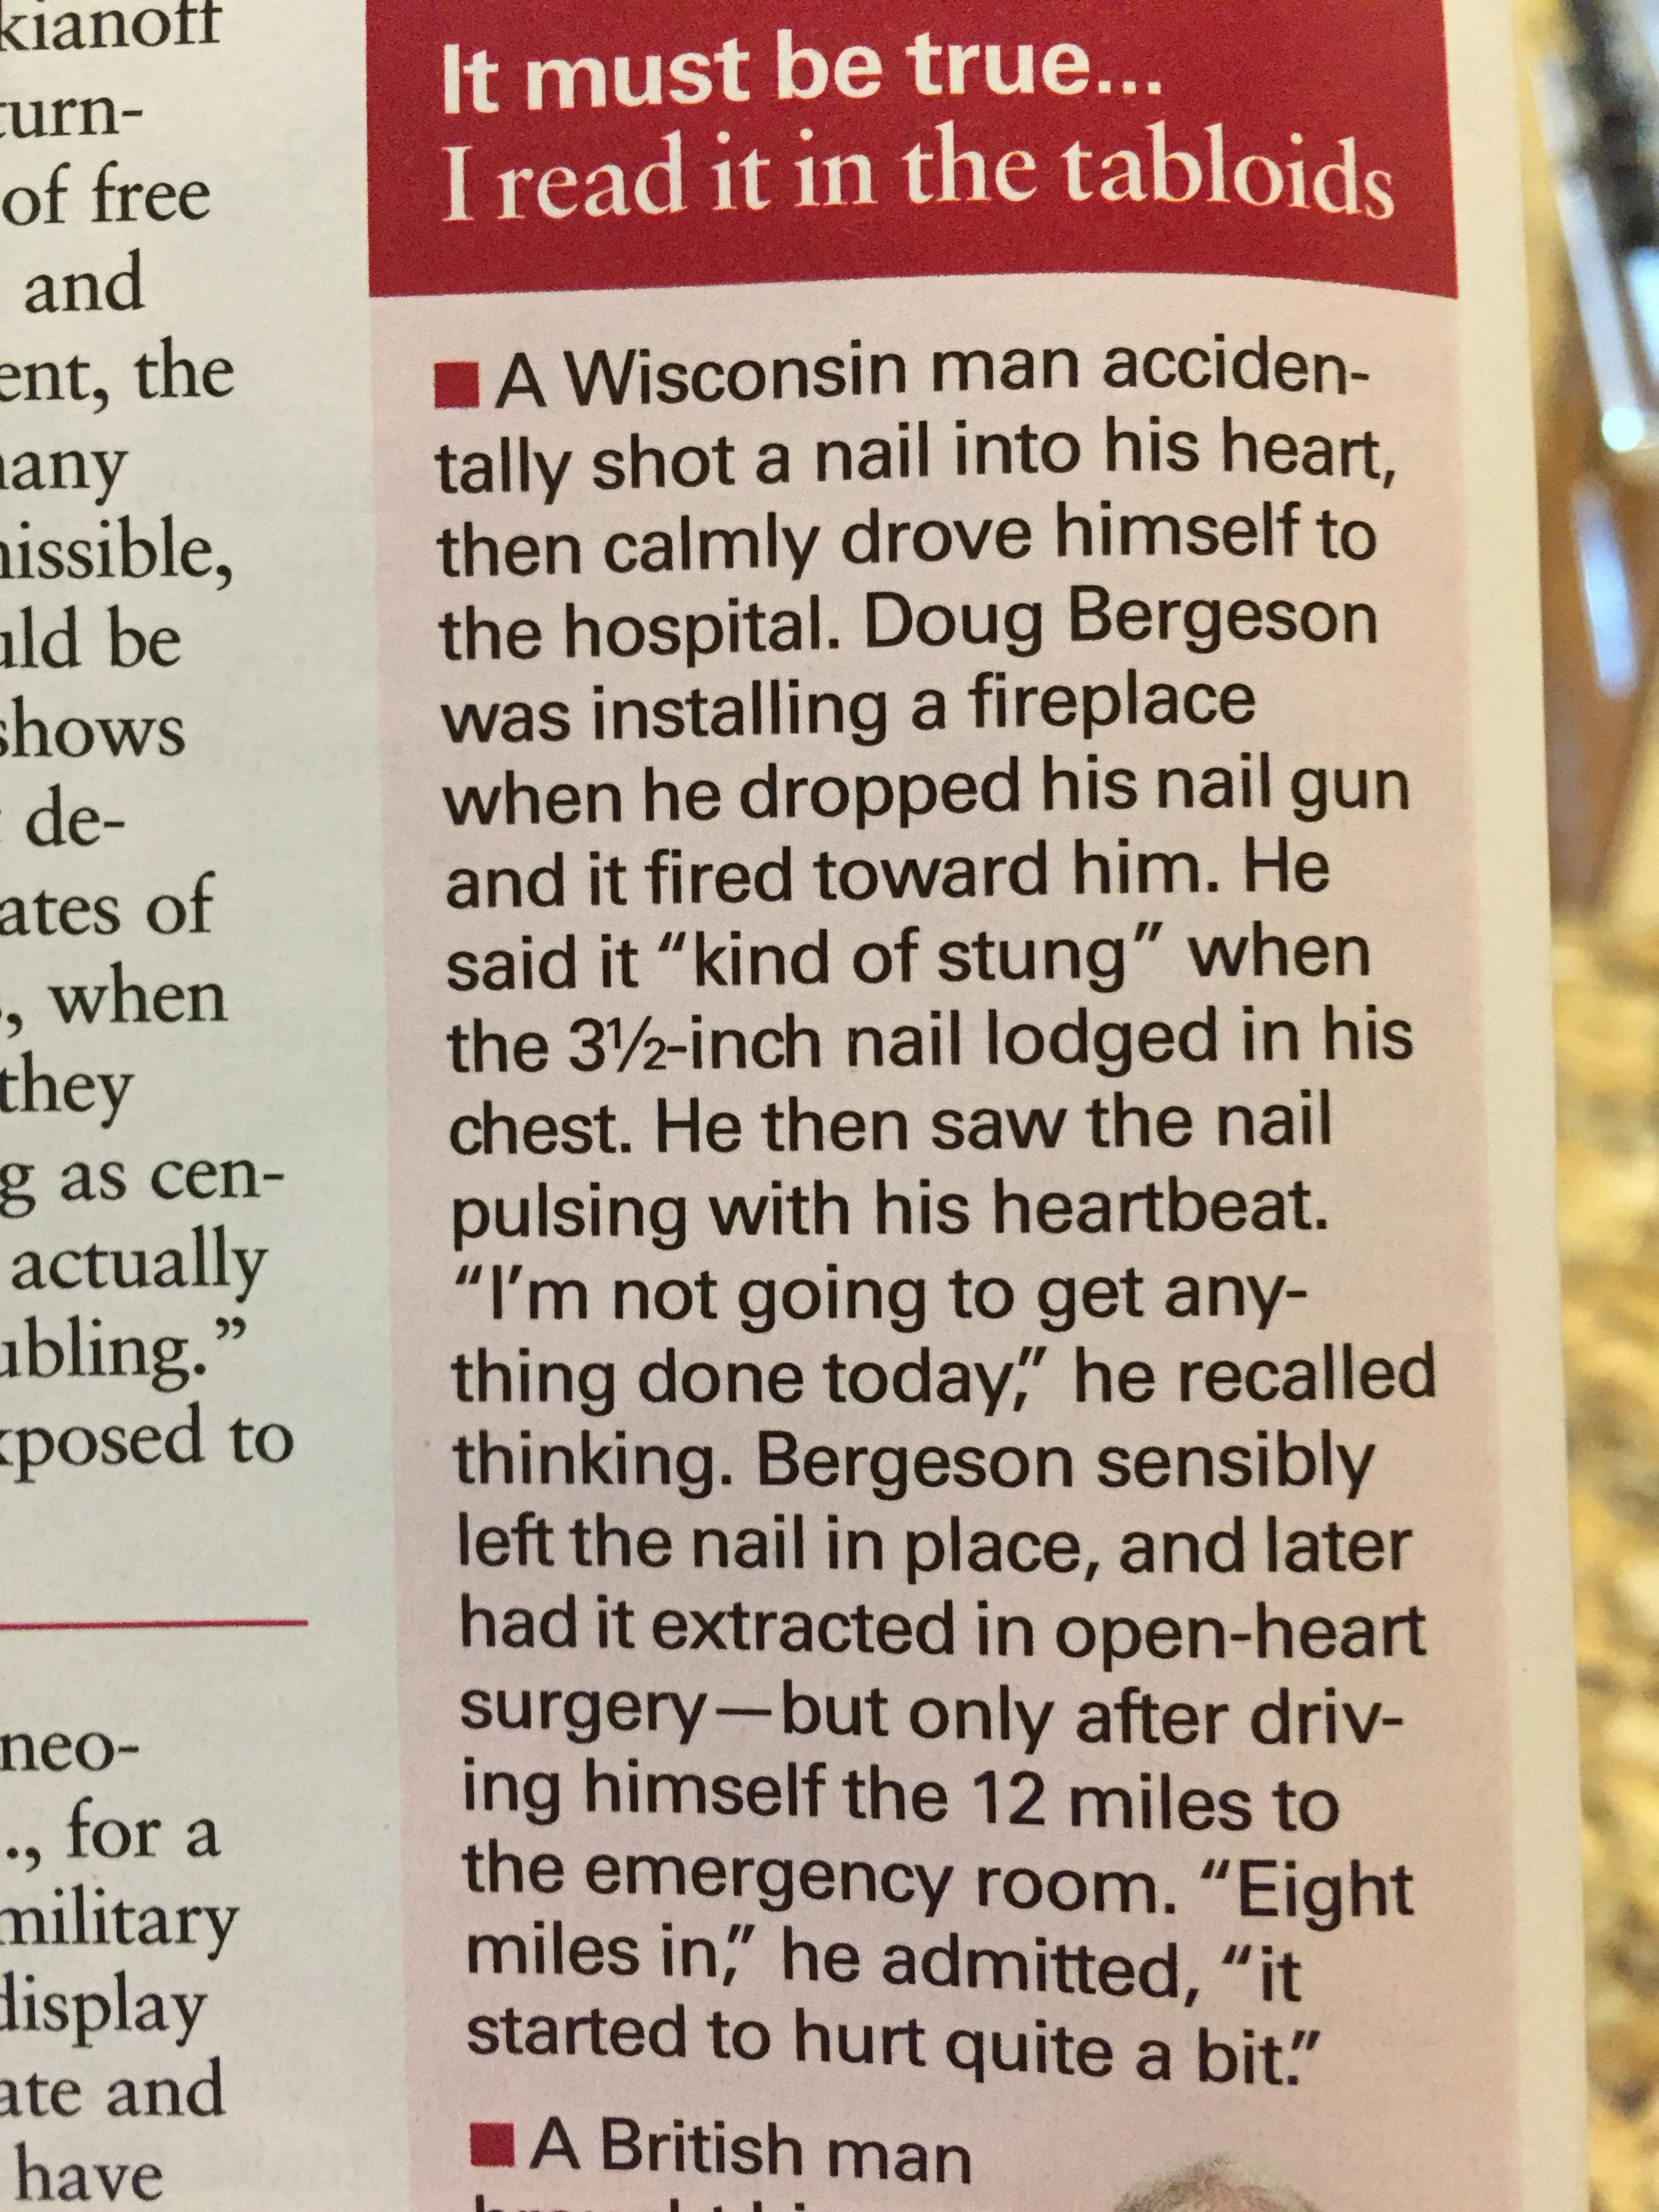 kianoff
turn-
of free
and
ent, the
many
missible,
uld be
shows
de-
ates of
, when
they
g as cen-
actually
ubling.”
xposed to
neo-
., for a
military
display
ate and
have
It must be true...
I read it in the tabloids
■ A Wisconsin man acciden-
tally shot a nail into his heart,
then calmly drove himself to
the hospital. Doug Bergeson
was installing a fireplace
when he dropped his nail gun
and it fired toward him. He
said it “kind of stung” when
the 3½-inch nail lodged in his
chest. He then saw the nail
pulsing with his heartbeat.
“I’m not going to get any-
thing done today,” he recalled
thinking. Bergeson sensibly
left the nail in place, and later
had it extracted in open-heart
surgery—but only after driv-
ing himself the 12 miles to
the emergency room. “Eight
miles in,” he admitted, “it
started to hurt quite a bit.”
■ A British man